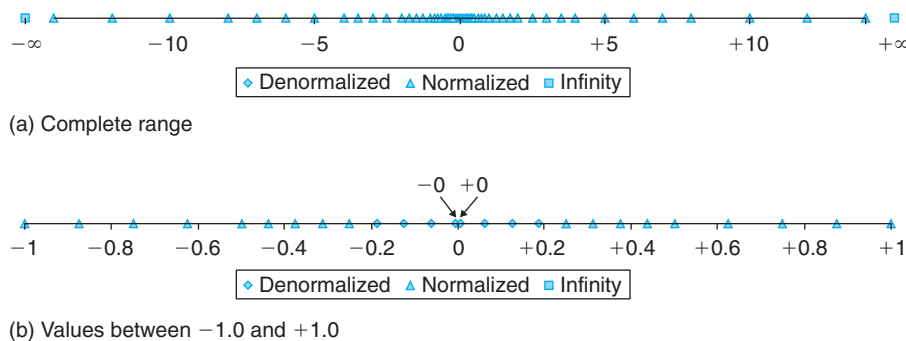 −∞ −10 −5 0 +5 +10 +∞
Denormalized Normalized Infinity
(a) Complete range
−0 +0
−1 −0.8 −0.6 −0.4 −0.2 0 +0.2 +0.4 +0.6 +0.8 +1
Denormalized Normalized Infinity
(b) Values between −1.0 and +1.0